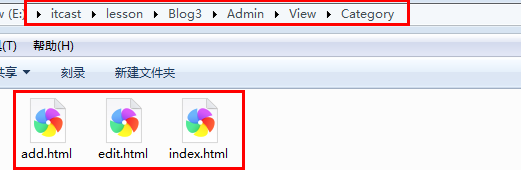 w (E:) ▸ itcast ▸ lesson ▸ Blog3 ▸ Admin ▸ View ▸ Category ▸
(T) 帮助(H)
共享 ▼ 刻录 新建文件夹
add.html edit.html index.html